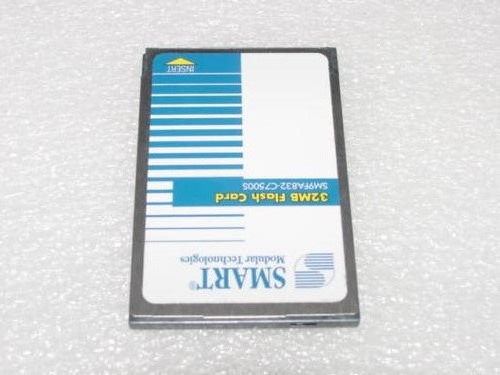 SMART®
Modular Technologies
32MB Flash Card
SM9FA832-C7500S
INSERT